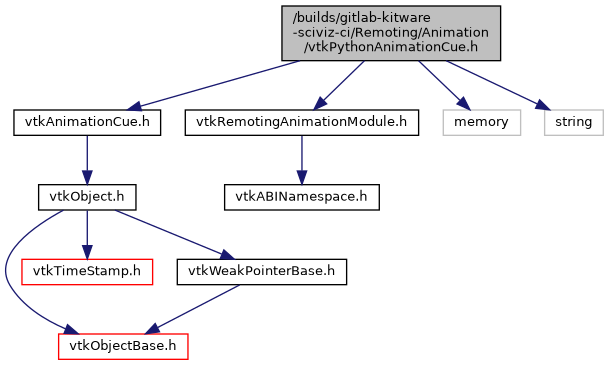 /builds/gitlab-kitware
-sciviz-ci/Remoting/Animation
/vtkPythonAnimationCue.h
vtkAnimationCue.h
vtkRemotingAnimationModule.h
memory
string
vtkObject.h
vtkABINamespace.h
vtkTimeStamp.h
vtkWeakPointerBase.h
vtkObjectBase.h